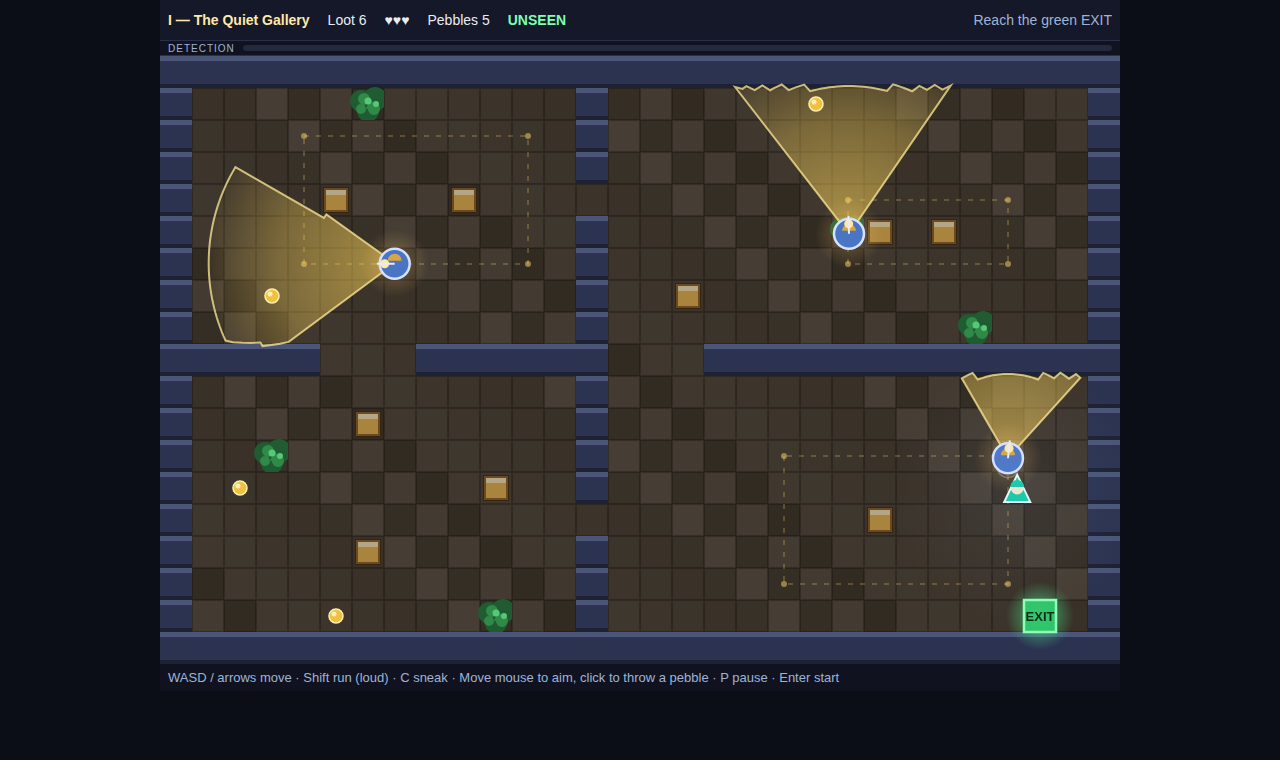 I — The Quiet Gallery Loot 6 ♥♥♥ Pebbles 5 UNSEEN Reach the green EXIT
DETECTION
EXIT
WASD / arrows move · Shift run (loud) · C sneak · Move mouse to aim, click to throw a pebble · P pause · Enter start